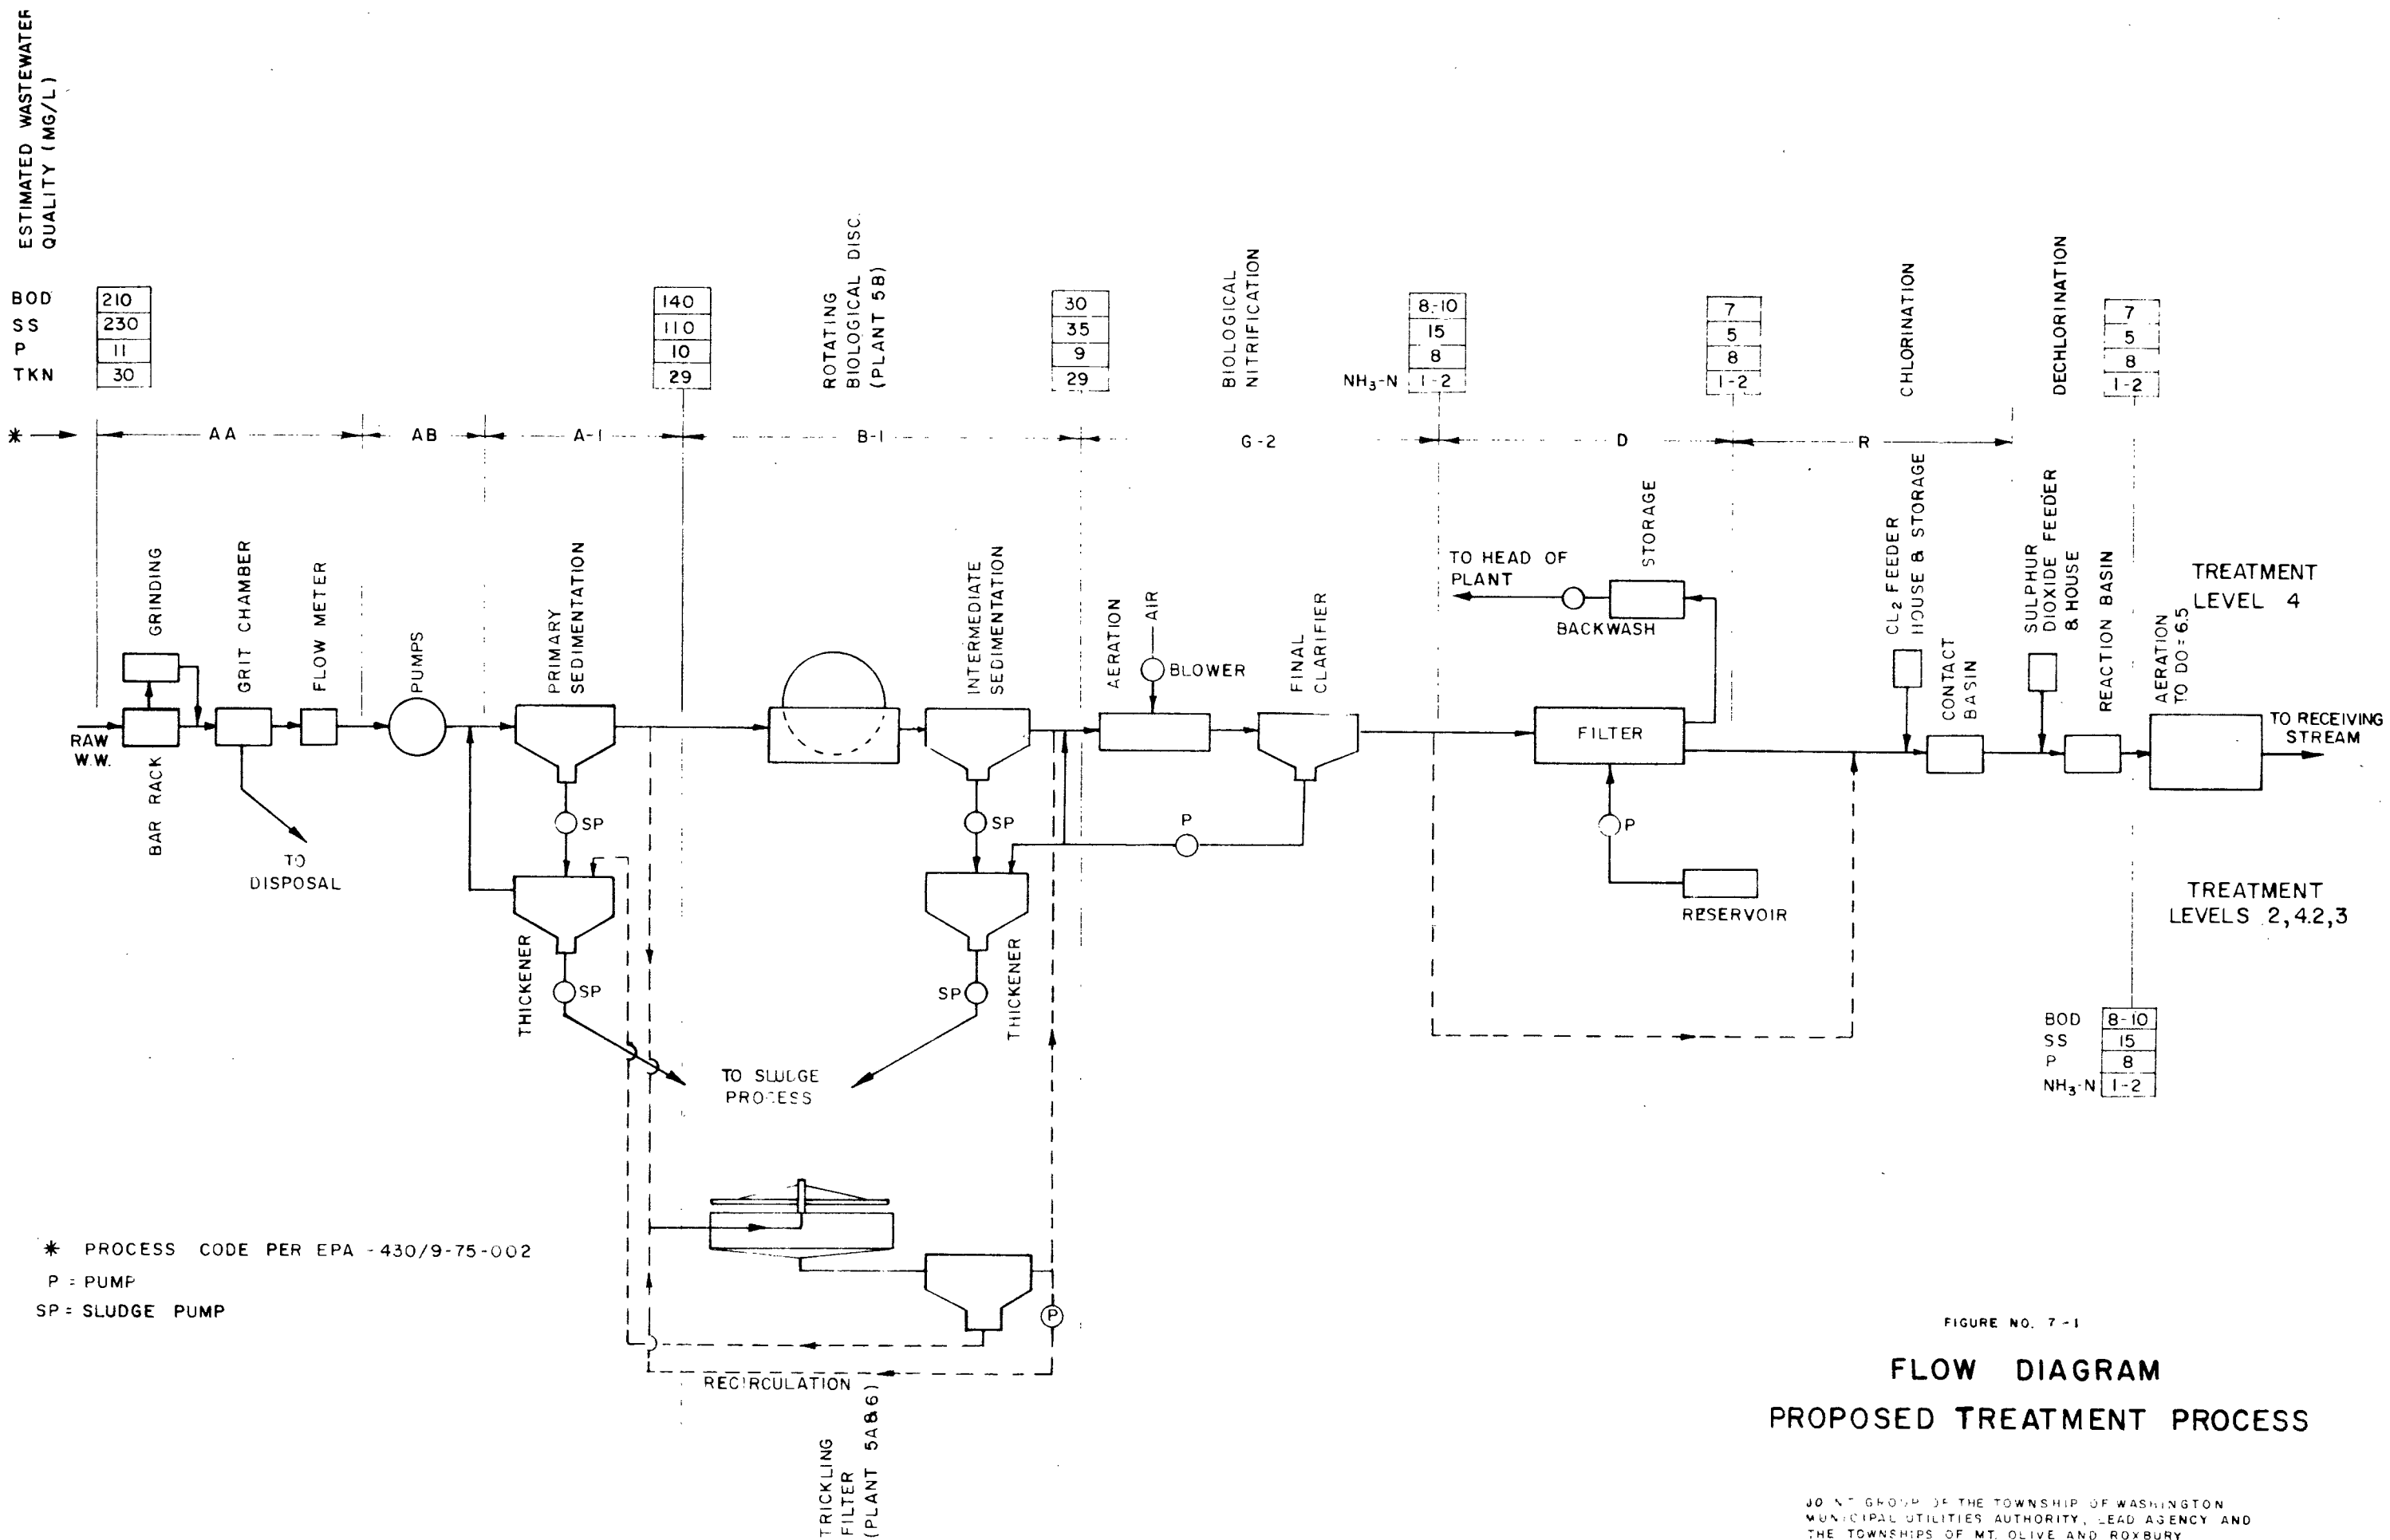 ESTIMATED WASTEWATER
QUALITY (MG/L)
BOD
SS
P
TKN
210
230
11
30
140
110
10
29
ROTATING
BIOLOGICAL DISC.
(PLANT 5B)
30
35
9
29
BIOLOGICAL
NITRIFICATION
NH3-N
8-10
15
8
1-2
7
5
8
1-2
CHLORINATION
DECHLORINATION
7
5
8
1-2
*
AA
AB
A-1
B-1
G-2
D
R
GRINDING
GRIT CHAMBER
FLOW METER
PUMPS
PRIMARY
SEDIMENTATION
INTERMEDIATE
SEDIMENTATION
AERATION
AIR
BLOWER
FINAL
CLARIFIER
TO HEAD OF
PLANT
STORAGE
BACKWASH
CL2 FEEDER
HOUSE & STORAGE
CONTACT
BASIN
SULPHUR
DIOXIDE FEEDER
& HOUSE
REACTION BASIN
AERATION
TO DO = 6.5
TREATMENT
LEVEL 4
RAW
W.W.
BAR RACK
FILTER
TO RECEIVING
STREAM
TO
DISPOSAL
SP
SP
P
P
RESERVOIR
TREATMENT
LEVELS 2,4.2,3
THICKENER
SP
SP
THICKENER
TO SLUDGE
PROCESS
BOD
SS
P
NH3-N
8-10
15
8
1-2
* PROCESS CODE PER EPA -430/9-75-002
P = PUMP
SP = SLUDGE PUMP
P
RECIRCULATION
TRICKLING
FILTER
(PLANT 5A&6)
FIGURE NO. 7-1
FLOW DIAGRAM
PROPOSED TREATMENT PROCESS
JOINT GROUP OF THE TOWNSHIP OF WASHINGTON
MUNICIPAL UTILITIES AUTHORITY, LEAD AGENCY AND
THE TOWNSHIPS OF MT. OLIVE AND ROXBURY